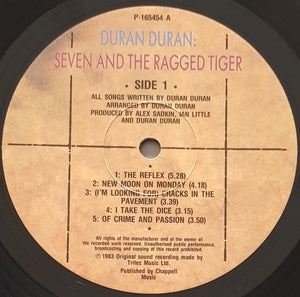 P-165454 A
DURAN DURAN:
SEVEN AND THE RAGGED TIGER
SIDE 1
ALL SONGS WRITTEN BY DURAN DURAN
ARRANGED BY DURAN DURAN
PRODUCED BY ALEX SADKIN, IAN LITTLE
AND DURAN DURAN
1: THE REFLEX (5.28)
2: NEW MOON ON MONDAY (4.18)
3: (I'M LOOKING FOR) CRACKS IN THE
PAVEMENT (3.39)
4: I TAKE THE DICE (3.15)
5: OF CRIME AND PASSION (3.50)
All rights of the manufacturer and of the owner of
the recorded work reserved. Unauthorised public performance,
broadcasting and copying of this record prohibited.
℗ 1983 Original sound recording made by
Tritec Music Ltd.
Published by Chappell
Music